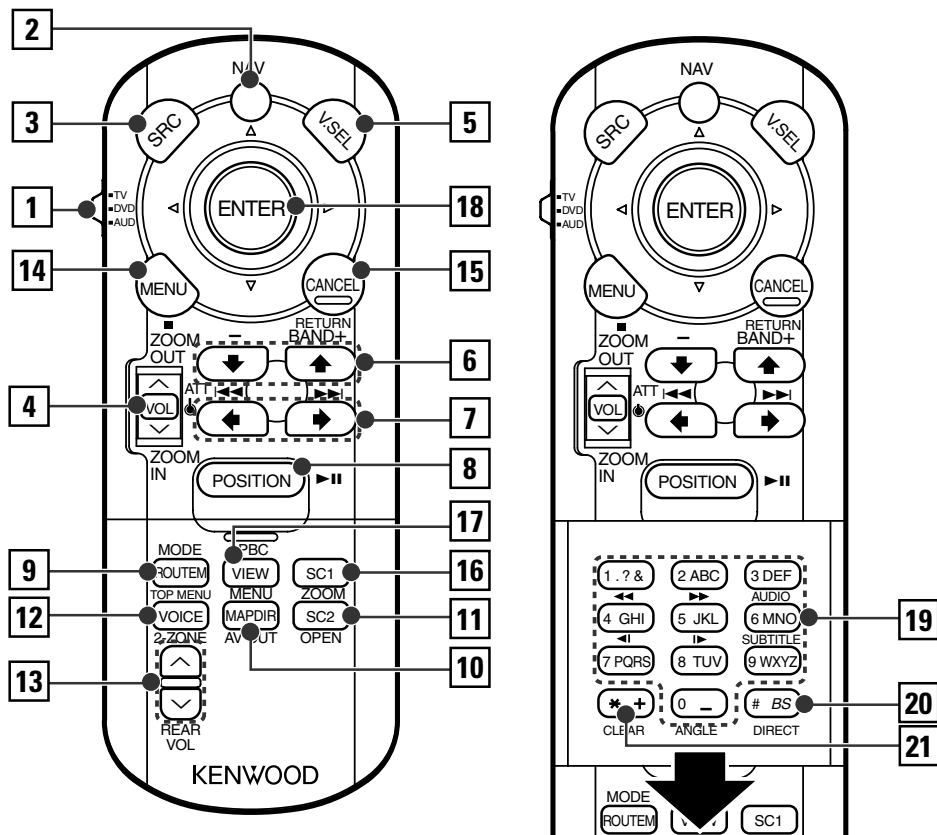 2
NAV
3
SRC
V.SEL
5
1
TV
DVD
AUD
ENTER
18
14
MENU
CANCEL
15
ZOOM
OUT
−
RETURN
BAND+
6
4
VOL
ATT
7
ZOOM
IN
POSITION
8
17
MODE
PBC
9
ROUTEM
VIEW
SC1
16
TOP MENU
MENU
ZOOM
12
VOICE
MAPDIR
SC2
11
2-ZONE
AV OUT
OPEN
10
13
REAR
VOL
KENWOOD
NAV
SRC
V.SEL
TV
DVD
AUD
ENTER
MENU
CANCEL
ZOOM
OUT
−
RETURN
BAND+
VOL
ATT
ZOOM
IN
POSITION
1 . ? &
2 ABC
3 DEF
AUDIO
4 GHI
5 JKL
6 MNO
19
SUBTITLE
7 PQRS
8 TUV
9 WXYZ
* +
0 _
# BS
20
CLEAR
ANGLE
DIRECT
21
MODE
ROUTEM
SC1